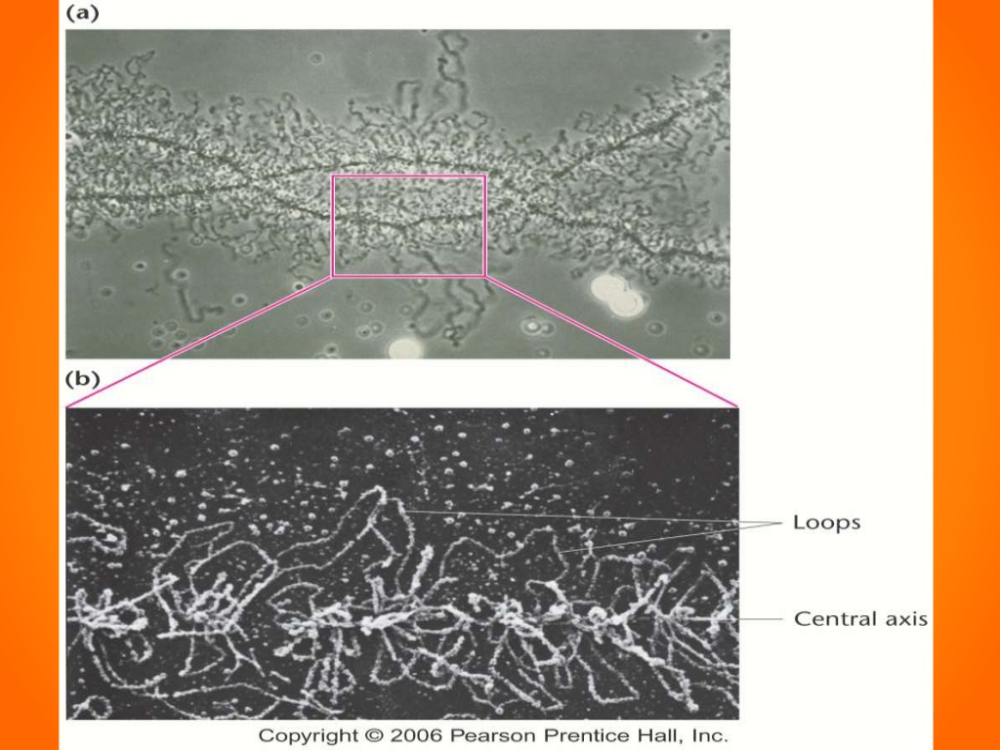 (a)
(b)
Loops
Central axis
Copyright © 2006 Pearson Prentice Hall, Inc.